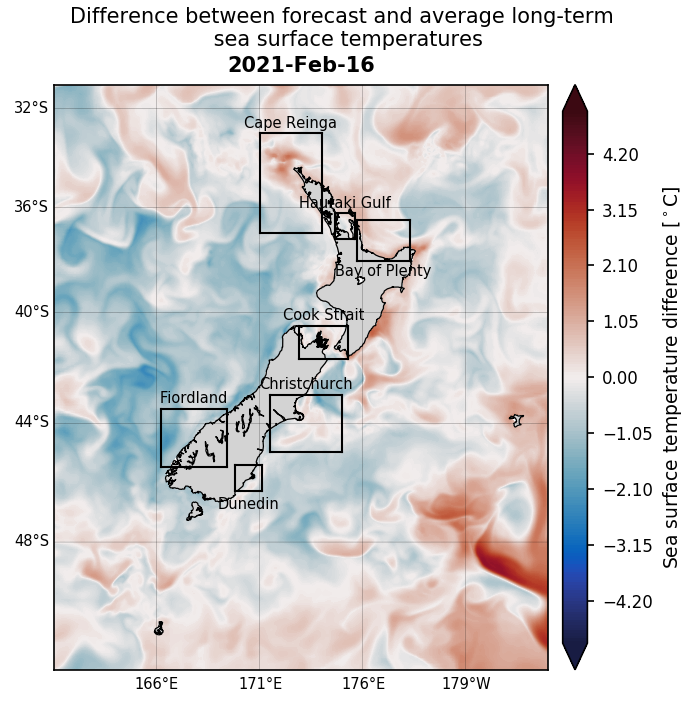 Difference between forecast and average long-term
sea surface temperatures
2021-Feb-16
32°S
36°S
40°S
44°S
48°S
Cape Reinga
Hauraki Gulf
Bay of Plenty
Cook Strait
Christchurch
Fiordland
Dunedin
166°E
171°E
176°E
179°W
4.20
3.15
2.10
1.05
0.00
−1.05
−2.10
−3.15
−4.20
Sea surface temperature difference [ ° C]